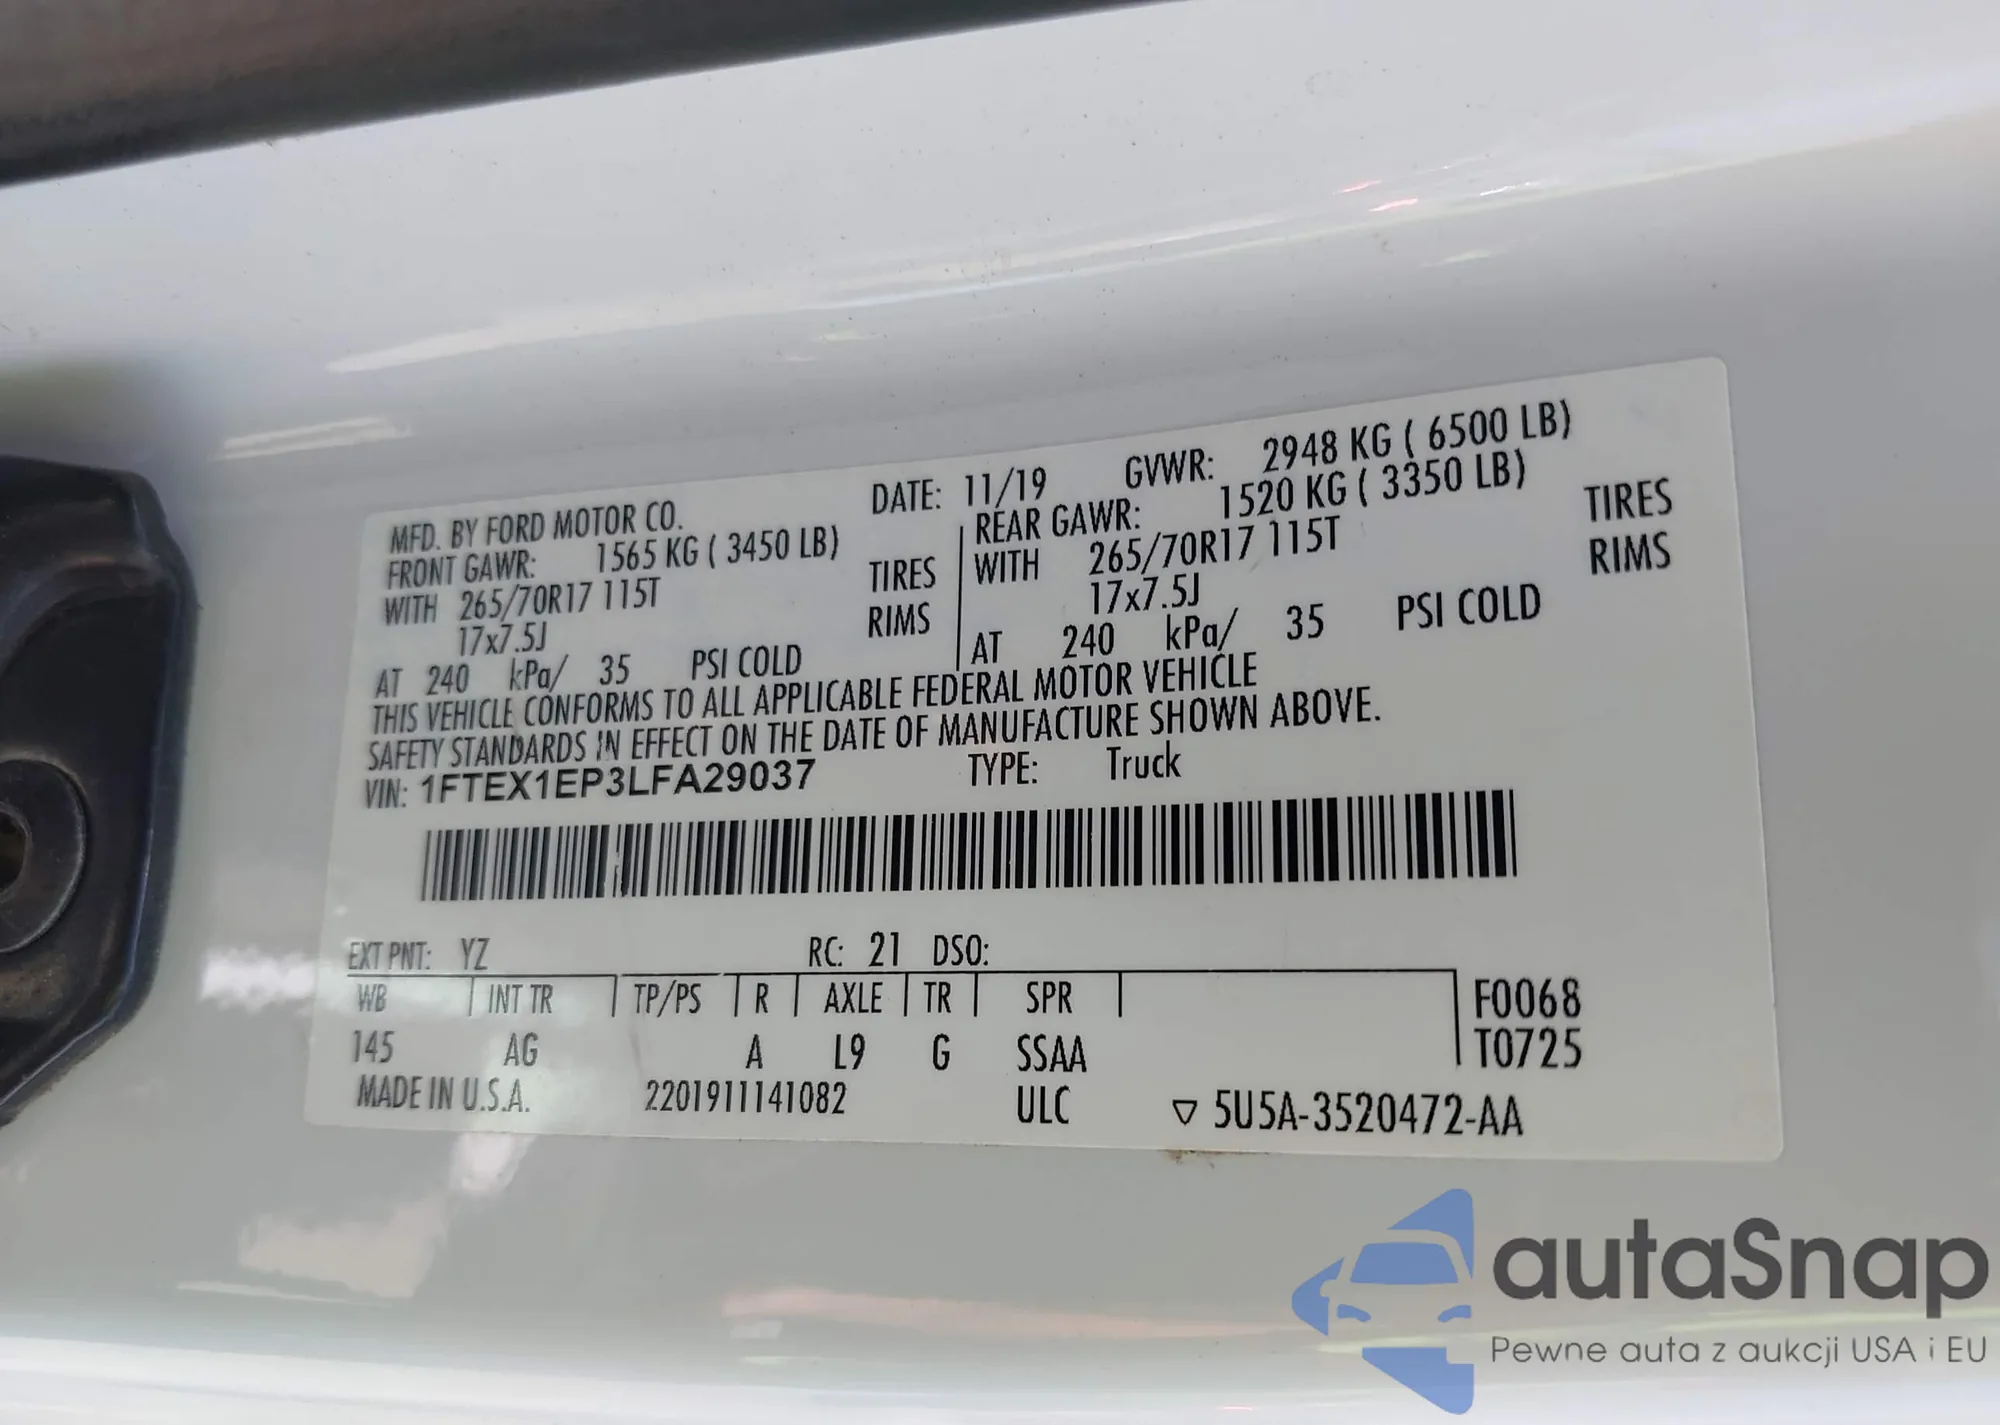 MFD. BY FORD MOTOR CO. DATE: 11/19 GVWR: 2948 KG ( 6500 LB)
FRONT GAWR: 1565 KG ( 3450 LB) REAR GAWR: 1520 KG ( 3350 LB)
WITH 265/70R17 115T TIRES WITH 265/70R17 115T TIRES
17x7.5J RIMS 17x7.5J RIMS
AT 240 kPa/ 35 PSI COLD AT 240 kPa/ 35 PSI COLD
THIS VEHICLE CONFORMS TO ALL APPLICABLE FEDERAL MOTOR VEHICLE
SAFETY STANDARDS IN EFFECT ON THE DATE OF MANUFACTURE SHOWN ABOVE.
VIN: 1FTEX1EP3LFA29037 TYPE: Truck
EXT PNT: YZ RC: 21 DSO:
WB INT TR TP/PS R AXLE TR SPR F0068
145 AG A L9 G SSAA T0725
MADE IN U.S.A. 2201911141082 ULC ▽ 5U5A-3520472-AA
autaSnap
Pewne auta z aukcji USA i EU